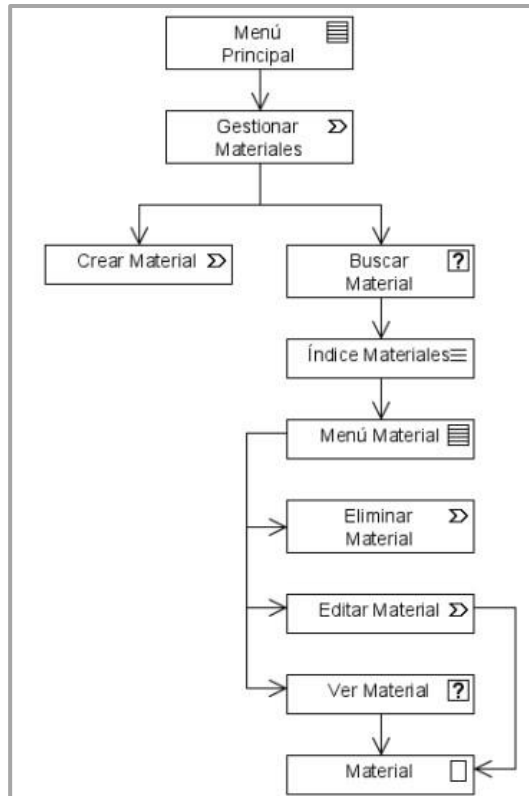 Menú
Principal
Gestionar
Materiales
Crear Material
Buscar
Material
?
Índice Materiales
Menú Material
Eliminar
Material
Editar Material
Ver Material ?
Material